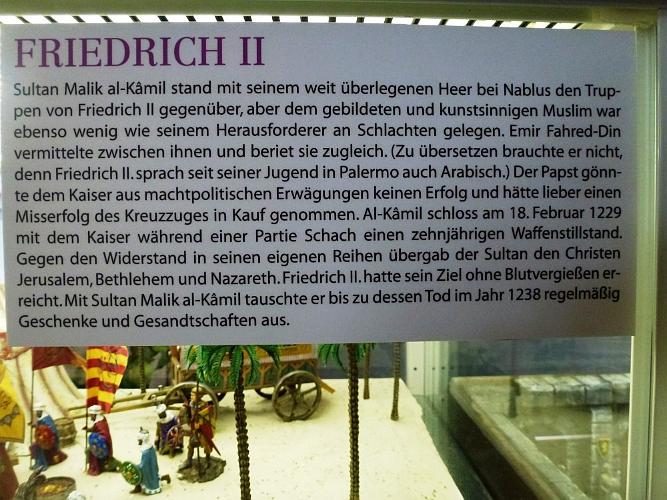 FRIEDRICH II
Sultan Malik al-Kâmil stand mit seinem weit überlegenen Heer bei Nablus den Trup-
pen von Friedrich II gegenüber, aber dem gebildeten und kunstsinnigen Muslim war
ebenso wenig wie seinem Herausforderer an Schlachten gelegen. Emir Fahred-Din
vermittelte zwischen ihnen und beriet sie zugleich. (Zu übersetzen brauchte er nicht,
denn Friedrich II. sprach seit seiner Jugend in Palermo auch Arabisch.) Der Papst gönn-
te dem Kaiser aus machtpolitischen Erwägungen keinen Erfolg und hätte lieber einen
Misserfolg des Kreuzzuges in Kauf genommen. Al-Kâmil schloss am 18. Februar 1229
mit dem Kaiser während einer Partie Schach einen zehnjährigen Waffenstillstand.
Gegen den Widerstand in seinen eigenen Reihen übergab der Sultan den Christen
Jerusalem, Bethlehem und Nazareth. Friedrich II. hatte sein Ziel ohne Blutvergießen er-
reicht. Mit Sultan Malik al-Kâmil tauschte er bis zu dessen Tod im Jahr 1238 regelmäßig
Geschenke und Gesandtschaften aus.